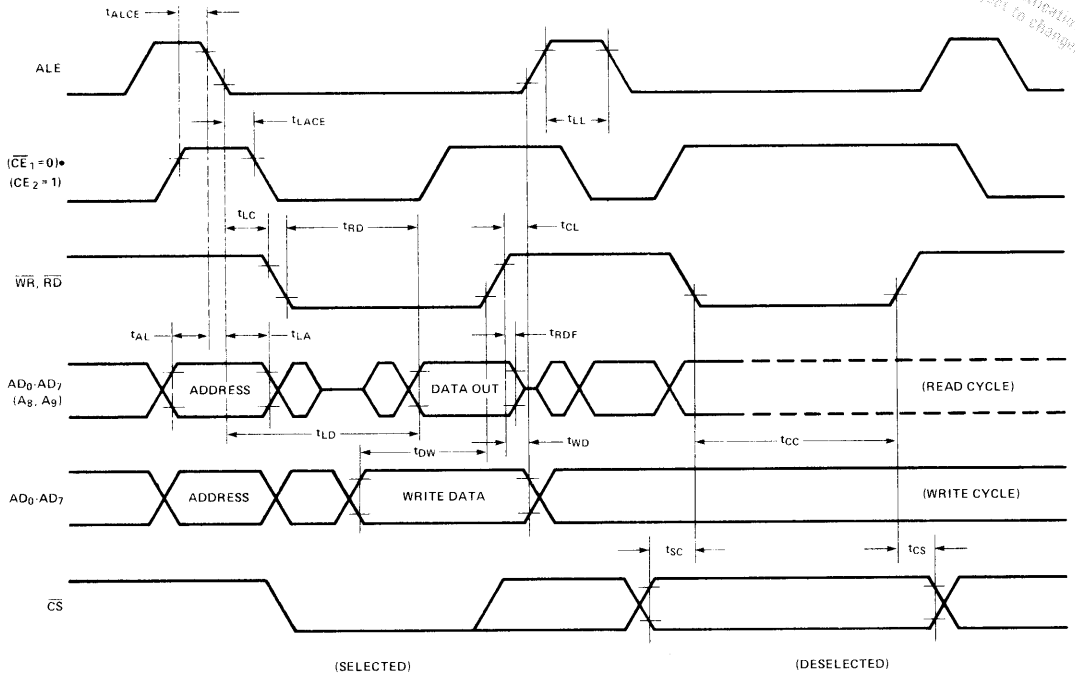 to change
tALCE
ALE
tLACE
tLL
(CE1 = 0)•
(CE2 = 1)
tLC
tRD
tCL
WR, RD
tAL
tLA
tRDF
AD0-AD7
(A8, A9)
ADDRESS
DATA OUT
(READ CYCLE)
tLD
tDW
tWD
tCC
AD0-AD7
ADDRESS
WRITE DATA
(WRITE CYCLE)
tSC
tCS
CS
(SELECTED)
(DESELECTED)